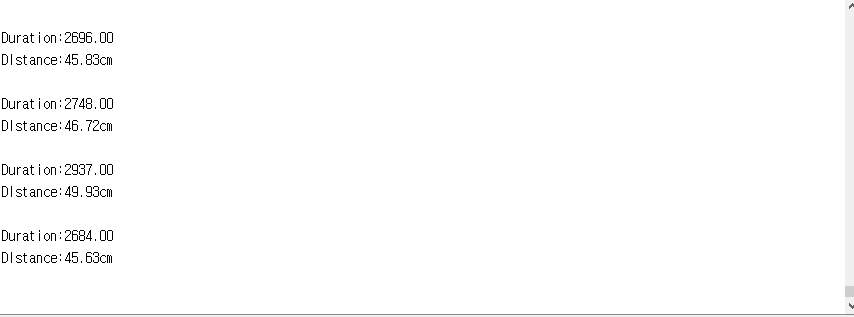 Duration:2696.00
DIstance:45.83cm
Duration:2748.00
DIstance:46.72cm
Duration:2937.00
DIstance:49.93cm
Duration:2684.00
DIstance:45.63cm